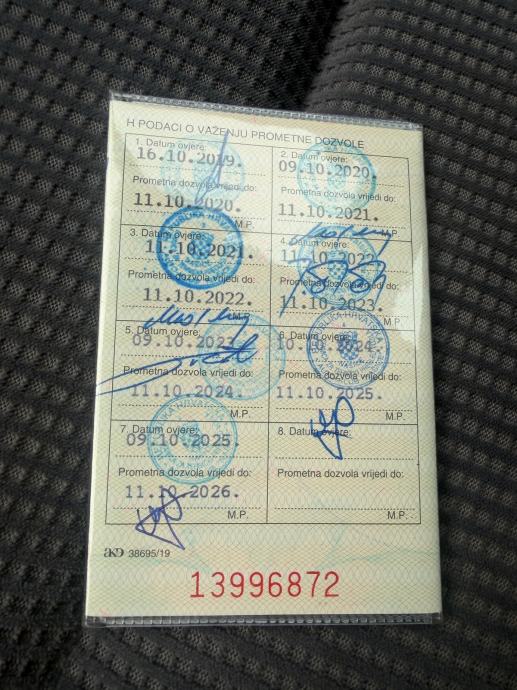 H PODACI O VAŽENJU PROMETNE DOZVOLE
1. Datum ovjere:
16.10.2019.
Prometna dozvola vrijedi do:
11.10.2020.
2. Datum ovjere:
09.10.2020.
Prometna dozvola vrijedi do:
11.10.2021.
M.P.
3. Datum ovjere:
11.10.2021.
Prometna dozvola vrijedi do:
11.10.2022.
M.P.
4. Datum ovjere:
11.10.2022.
Prometna dozvola vrijedi do:
11.10.2023.
5. Datum ovjere:
09.10.2023.
Prometna dozvola vrijedi do:
11.10.2024.
M.P.
6. Datum ovjere:
10.10.2024.
Prometna dozvola vrijedi do:
11.10.2025.
M.P.
7. Datum ovjere:
09.10.2025.
Prometna dozvola vrijedi do:
11.10.2026.
M.P.
8. Datum ovjere:
Prometna dozvola vrijedi do:
M.P.
AKD 38695/19
13996872